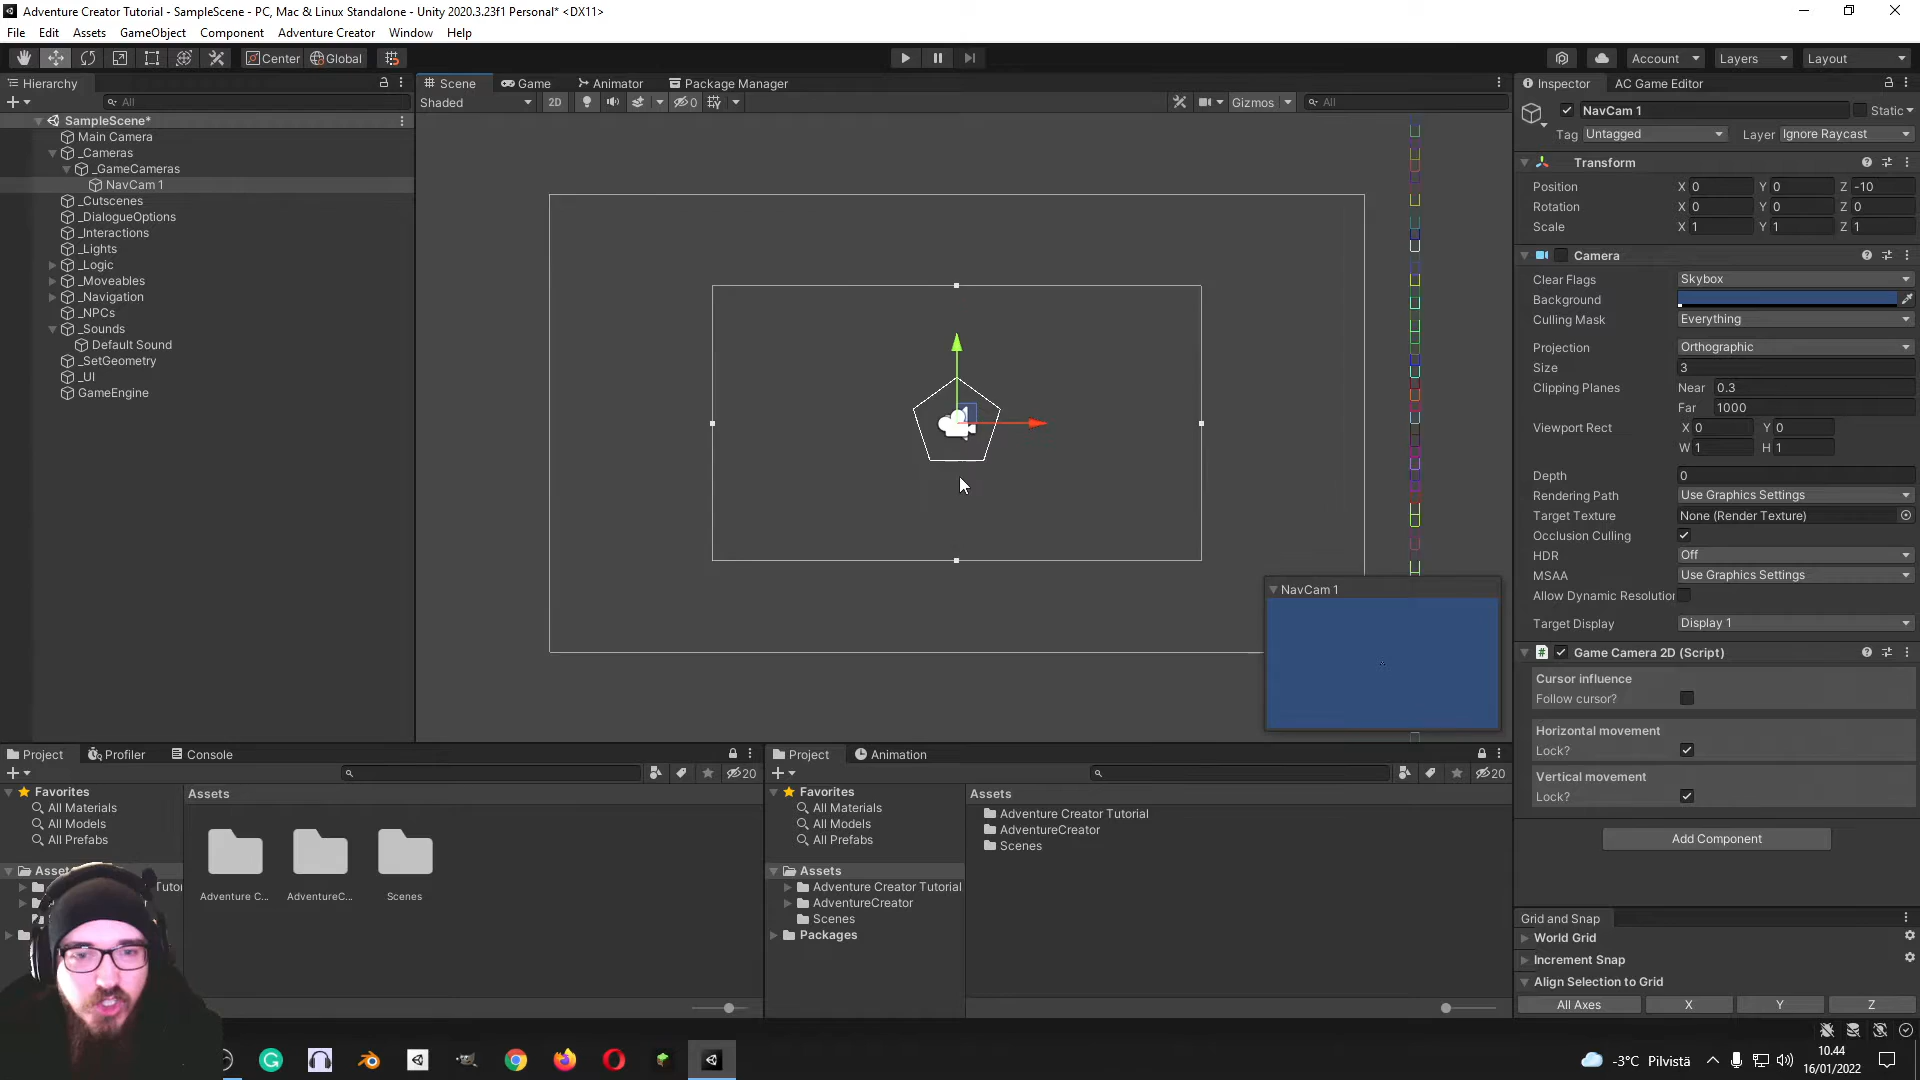 Adventure Creator Tutorial - SampleScene - PC, Mac & Linux Standalone - Unity 2020.3.23f1 Personal* <DX11>
File Edit Assets GameObject Component Adventure Creator Window Help
Center Global Account Layers Layout
Hierarchy
All
SampleScene*
Main Camera
_Cameras
_GameCameras
NavCam 1
_Cutscenes
_DialogueOptions
_Interactions
_Lights
_Logic
_Moveables
_Navigation
_NPCs
_Sounds
Default Sound
_SetGeometry
_UI
GameEngine
Scene Game Animator Package Manager
Shaded 2D 0 Gizmos All
NavCam 1
Inspector AC Game Editor
NavCam 1 Static
Tag Untagged Layer Ignore Raycast
Transform
Position X 0 Y 0 Z -10
Rotation X 0 Y 0 Z 0
Scale X 1 Y 1 Z 1
Camera
Clear Flags Skybox
Background
Culling Mask Everything
Projection Orthographic
Size 3
Clipping Planes Near 0.3
Far 1000
Viewport Rect X 0 Y 0
W 1 H 1
Depth 0
Rendering Path Use Graphics Settings
Target Texture None (Render Texture)
Occlusion Culling
HDR Off
MSAA Use Graphics Settings
Allow Dynamic Resolution
Target Display Display 1
Game Camera 2D (Script)
Cursor influence
Follow cursor?
Horizontal movement
Lock?
Vertical movement
Lock?
Add Component
Grid and Snap
World Grid
Increment Snap
Align Selection to Grid
All Axes X Y Z
Project Profiler Console
20
Favorites
All Materials
All Models
All Prefabs
Assets
Adventure C... AdventureC... Scenes
Project Animation
20
Favorites
All Materials
All Models
All Prefabs
Assets
Adventure Creator Tutorial
AdventureCreator
Scenes
Packages
Assets
Adventure Creator Tutorial
AdventureCreator
Scenes
-3°C Pilvistä
10.44
16/01/2022